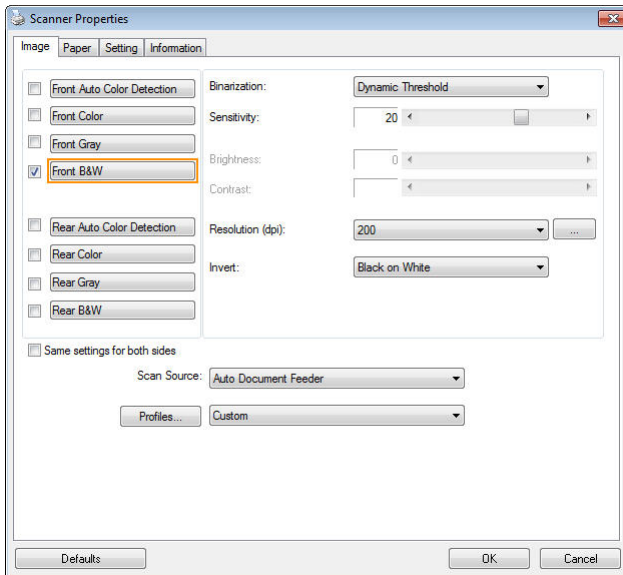 Scanner Properties
Image Paper Setting Information
Front Auto Color Detection
Front Color
Front Gray
Front B&W
Rear Auto Color Detection
Rear Color
Rear Gray
Rear B&W
Binarization: Dynamic Threshold
Sensitivity: 20
Brightness: 0
Contrast:
Resolution (dpi): 200 ...
Invert: Black on White
Same settings for both sides
Scan Source: Auto Document Feeder
Profiles... Custom
Defaults OK Cancel